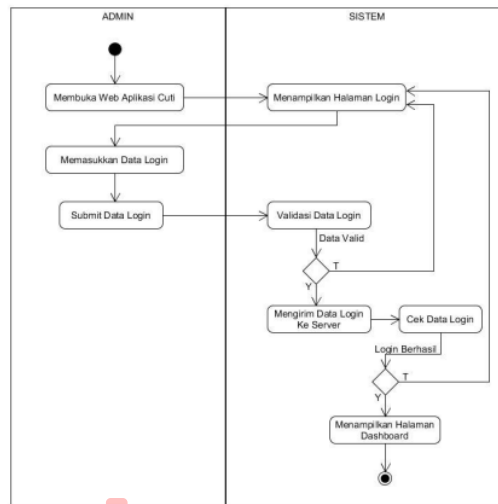 ADMIN
SISTEM
Membuka Web Aplikasi Cuti
Menampilkan Halaman Login
Memasukkan Data Login
Submit Data Login
Validasi Data Login
Data Valid
T
Y
Mengirim Data Login
Ke Server
Cek Data Login
Login Berhasil
T
Y
Menampilkan Halaman
Dashboard